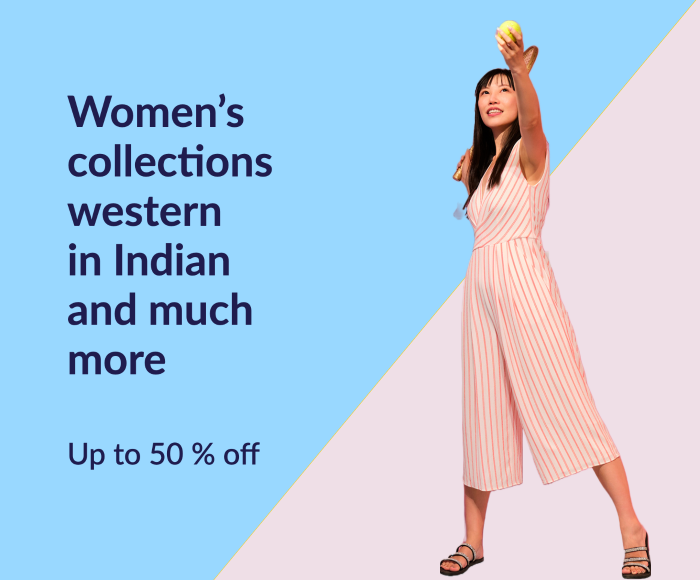 Women’s
collections
western
in Indian
and much
more
Up to 50 % off